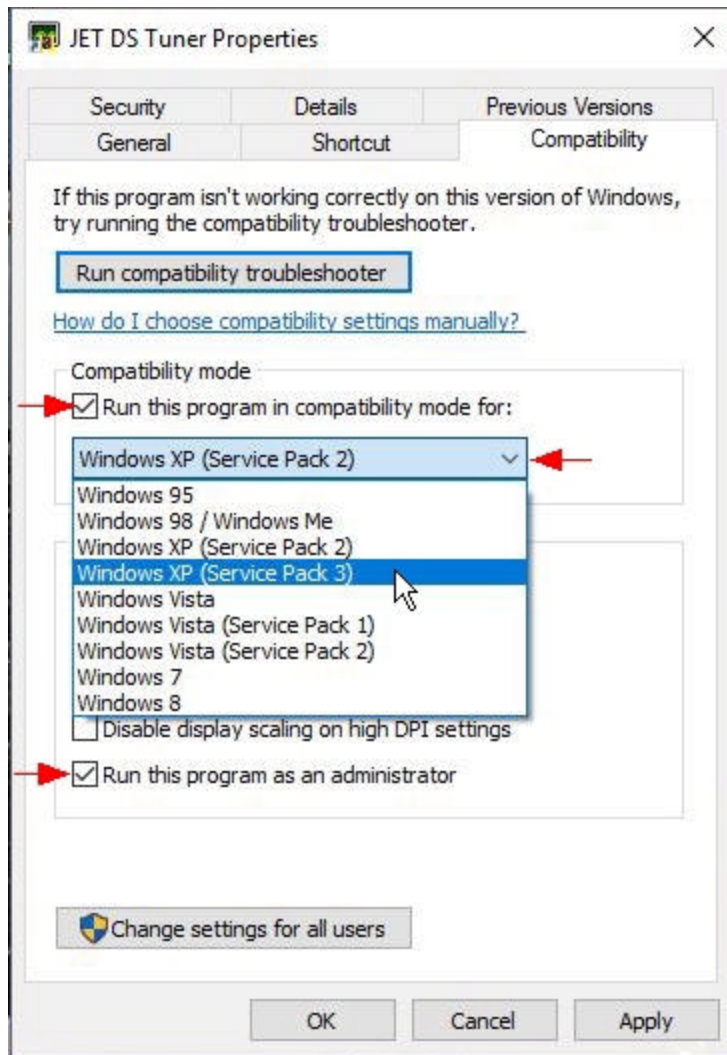 JET DS Tuner Properties
Security Details Previous Versions
General Shortcut Compatibility
If this program isn't working correctly on this version of Windows,
try running the compatibility troubleshooter.
Run compatibility troubleshooter
How do I choose compatibility settings manually?
Compatibility mode
Run this program in compatibility mode for:
Windows XP (Service Pack 2)
Windows 95
Windows 98 / Windows Me
Windows XP (Service Pack 2)
Windows XP (Service Pack 3)
Windows Vista
Windows Vista (Service Pack 1)
Windows Vista (Service Pack 2)
Windows 7
Windows 8
Disable display scaling on high DPI settings
Run this program as an administrator
Change settings for all users
OK Cancel Apply